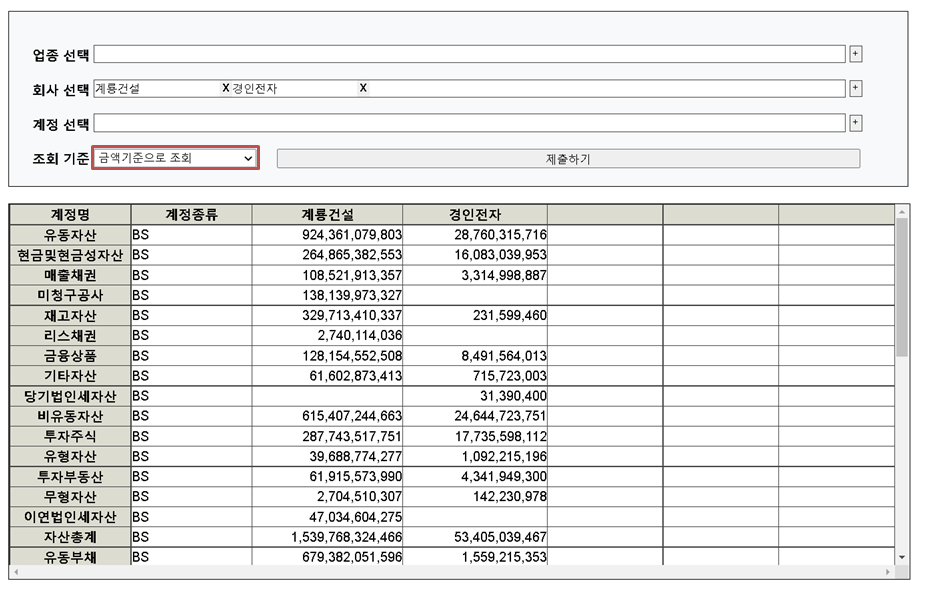 업종 선택 +
회사 선택 계룡건설 X 경인전자 X +
계정 선택 +
조회 기준 금액기준으로 조회 제출하기
계정명 계정종류 계룡건설 경인전자
유동자산 BS 924,361,079,803 28,760,315,716
현금및현금성자산 BS 264,865,382,553 16,083,039,953
매출채권 BS 108,521,913,357 3,314,998,887
미청구공사 BS 138,139,973,327
재고자산 BS 329,713,410,337 231,599,460
리스채권 BS 2,740,114,036
금융상품 BS 128,154,552,508 8,491,564,013
기타자산 BS 61,602,873,413 715,723,003
당기법인세자산 BS 31,390,400
비유동자산 BS 615,407,244,663 24,644,723,751
투자주식 BS 287,743,517,751 17,735,598,112
유형자산 BS 39,688,774,277 1,092,215,196
투자부동산 BS 61,915,573,990 4,341,949,300
무형자산 BS 2,704,510,307 142,230,978
이연법인세자산 BS 47,034,604,275
자산총계 BS 1,539,768,324,466 53,405,039,467
유동부채 BS 679,382,051,596 1,559,215,353